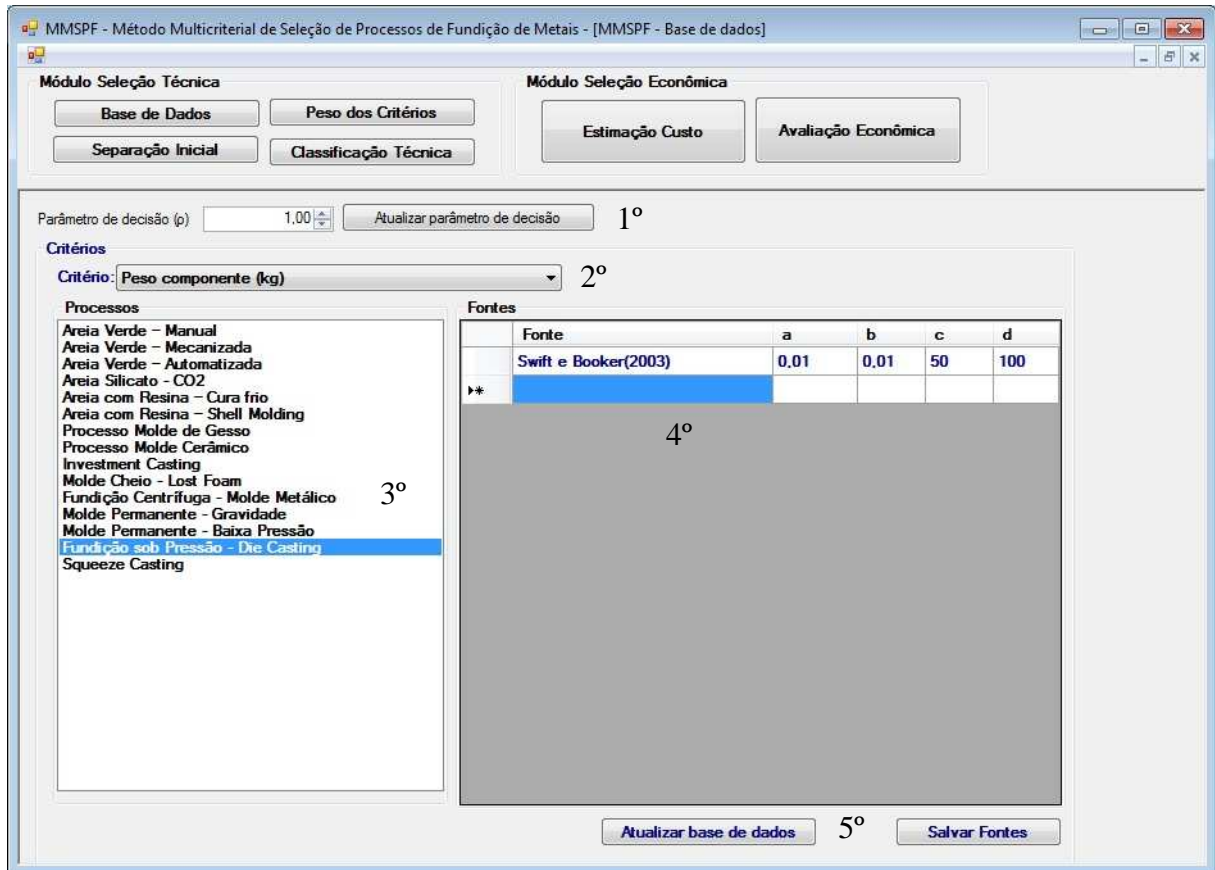 MMSPF - Método Multicriterial de Seleção de Processos de Fundição de Metais - [MMSPF - Base de dados]
Módulo Seleção Técnica
Módulo Seleção Econômica
Base de Dados
Peso dos Critérios
Separação Inicial
Classificação Técnica
Estimação Custo
Avaliação Econômica
Parâmetro de decisão (ρ) 1,00 Atualizar parâmetro de decisão 1º
Critérios
Critério: Peso componente (kg) 2º
Processos
Areia Verde – Manual
Areia Verde – Mecanizada
Areia Verde – Automatizada
Areia Silicato - CO2
Areia com Resina – Cura frio
Areia com Resina – Shell Molding
Processo Molde de Gesso
Processo Molde Cerâmico
Investment Casting
Molde Cheio - Lost Foam
Fundição Centrífuga - Molde Metálico
Molde Permanente - Gravidade
Molde Permanente - Baixa Pressão
Fundição sob Pressão - Die Casting
Squeeze Casting
3º
Fontes
Fonte a b c d
Swift e Booker(2003) 0,01 0,01 50 100
4º
Atualizar base de dados 5º Salvar Fontes